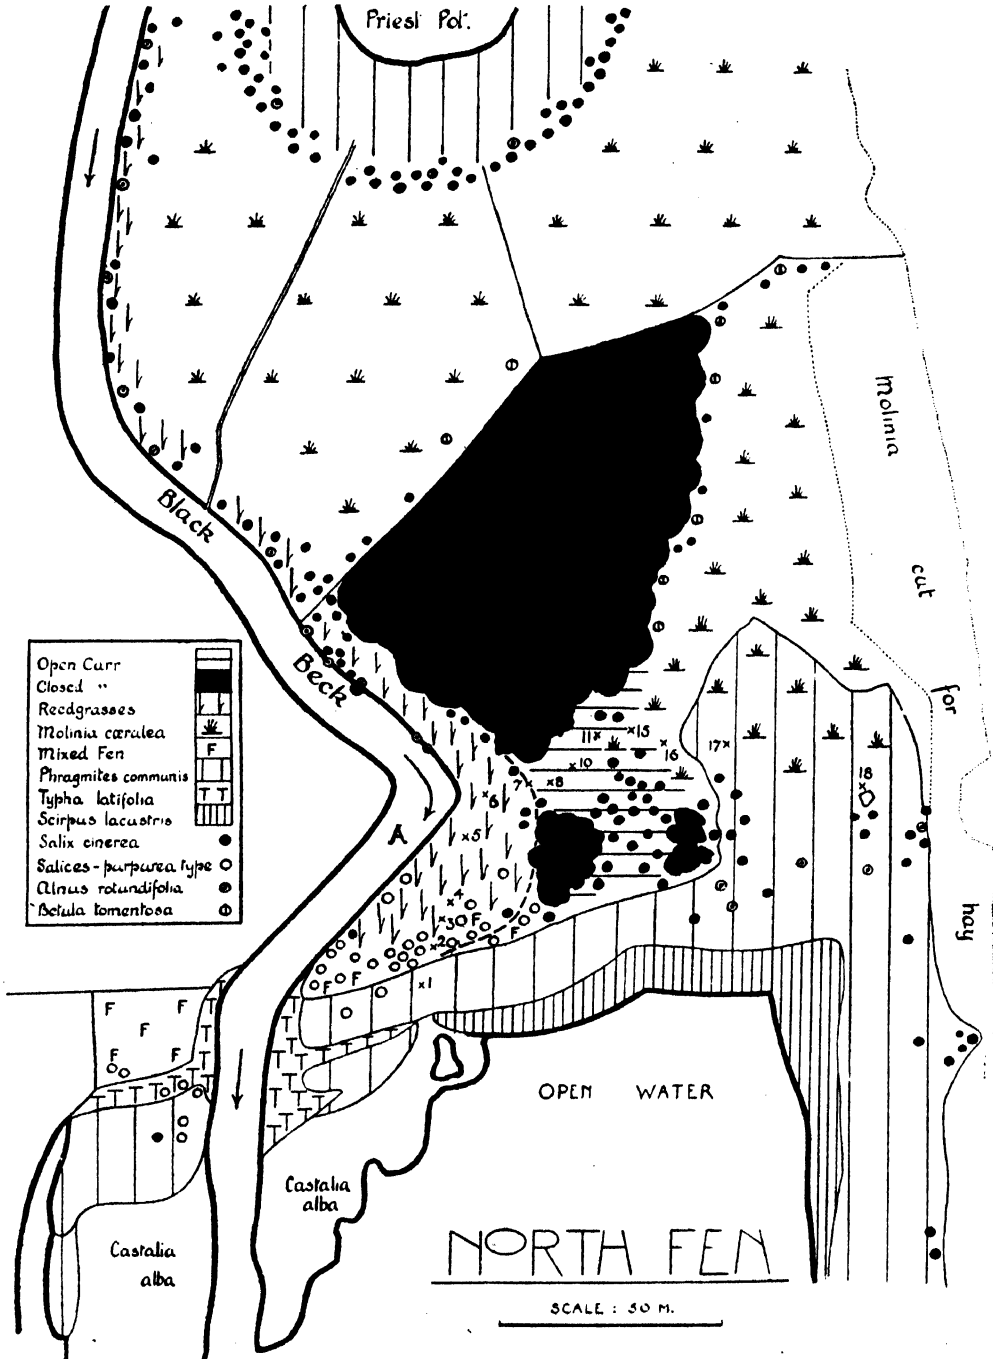 Priest Pot.
Molinia
cut
for
hay
Black
Beck
A
Open Carr
Closed "
Reedgrasses
Molinia cœrulea
Mixed Fen F
Phragmites communis
Typha latifolia T T
Scirpus lacustris
Salix cinerea
Salices-purpurea type
Alnus rotundifolia
Betula tomentosa
11× ×15
×10 ×16 17×
7× ×8 18×
×6
×5
×4
×3 F
×2 F
×1
F F
F F
F
F F
T T T T T T
OPEN WATER
Castalia
alba
Castalia
alba
NORTH FEN
SCALE : 50 M.